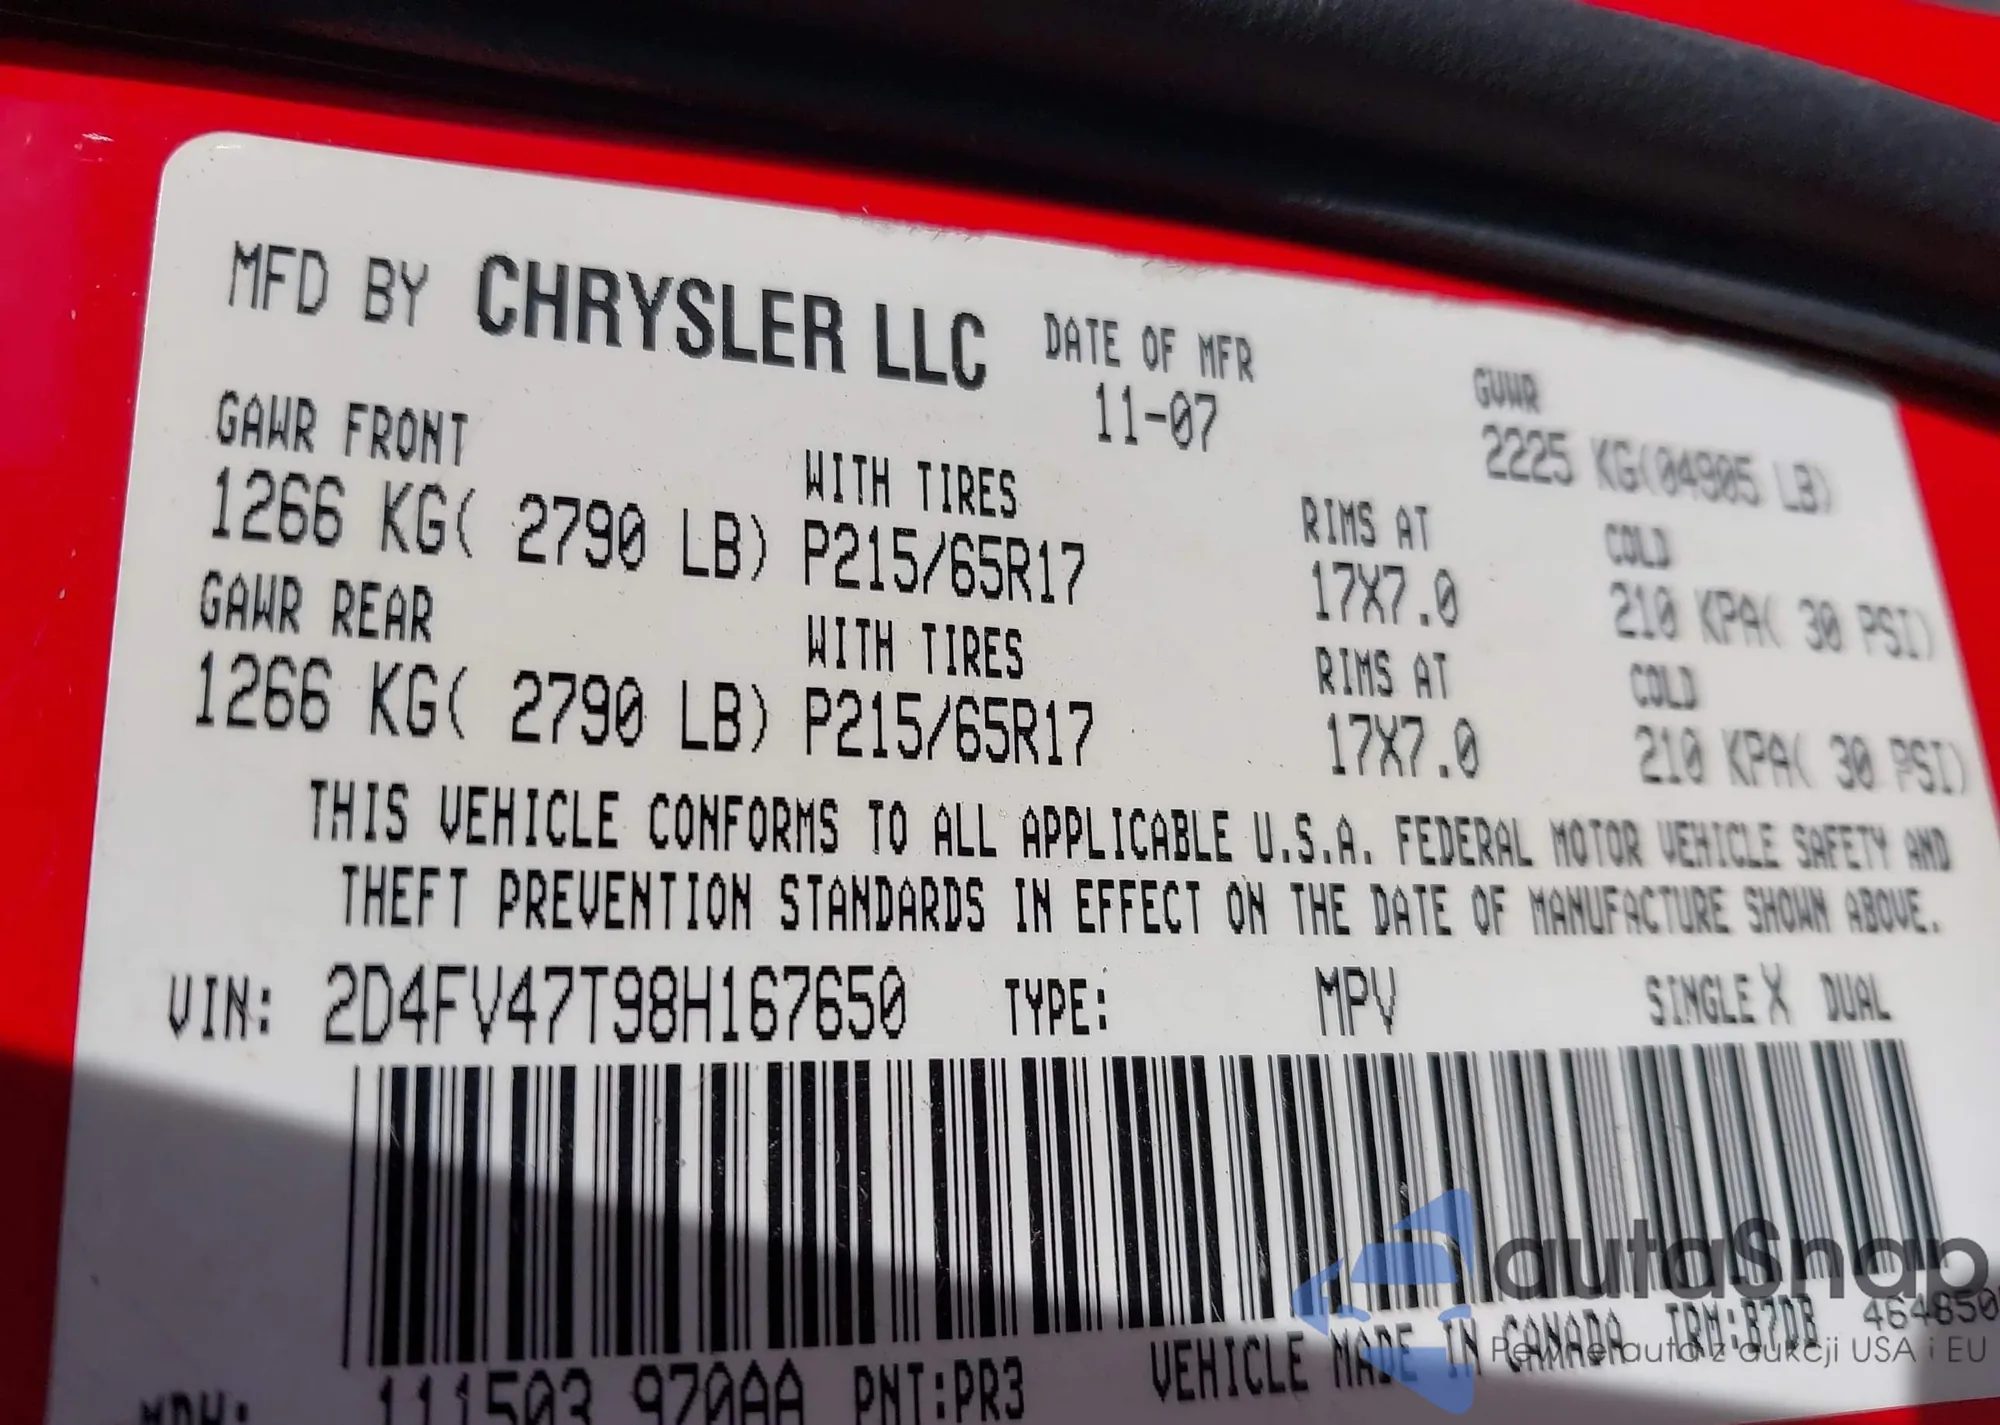 MFD BY CHRYSLER LLC DATE OF MFR GVWR
11-07 2225 KG(04905 LB)
GAWR FRONT WITH TIRES RIMS AT COLD
1266 KG( 2790 LB) P215/65R17 17X7.0 210 KPA( 30 PSI)
GAWR REAR WITH TIRES RIMS AT COLD
1266 KG( 2790 LB) P215/65R17 17X7.0 210 KPA( 30 PSI)
THIS VEHICLE CONFORMS TO ALL APPLICABLE U.S.A. FEDERAL MOTOR VEHICLE SAFETY AND
THEFT PREVENTION STANDARDS IN EFFECT ON THE DATE OF MANUFACTURE SHOWN ABOVE.
VIN: 2D4FV47T98H167650 TYPE: MPV SINGLE X DUAL
MDH: 111503 970AA PNT:PR3 VEHICLE MADE IN CANADA TRM:B7DB
autaSnap
Pewne auta z aukcji USA i EU